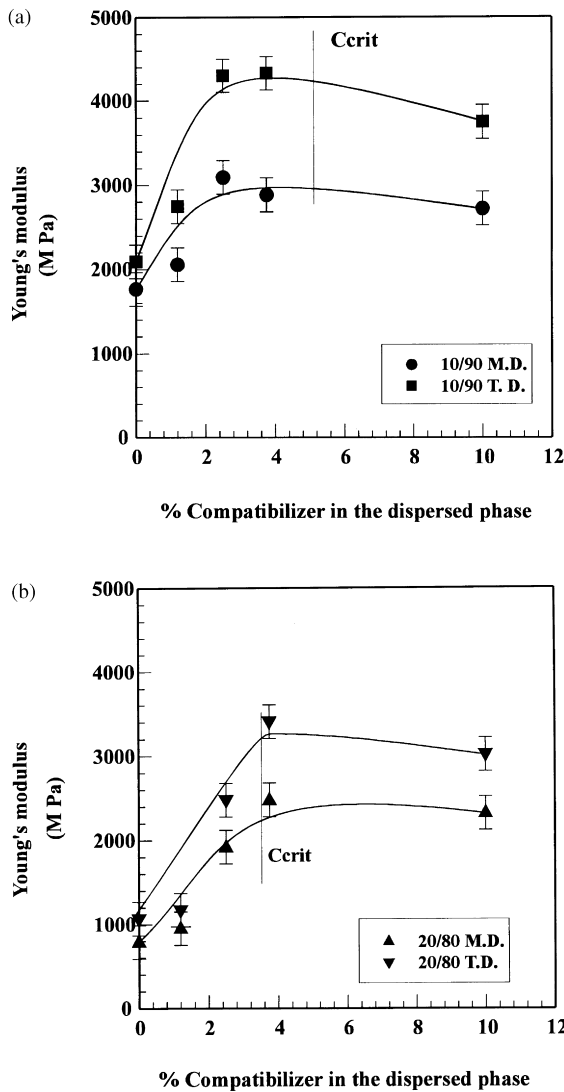 (a)
5000
4000
3000
2000
1000
0
Young's modulus
(M Pa)
Ccrit
10/90 M.D.
10/90 T. D.
0 2 4 6 8 10 12
% Compatibilizer in the dispersed phase
(b)
5000
4000
3000
2000
1000
0
Young's modulus
(M Pa)
Ccrit
20/80 M.D.
20/80 T.D.
0 2 4 6 8 10 12
% Compatibilizer in the dispersed phase